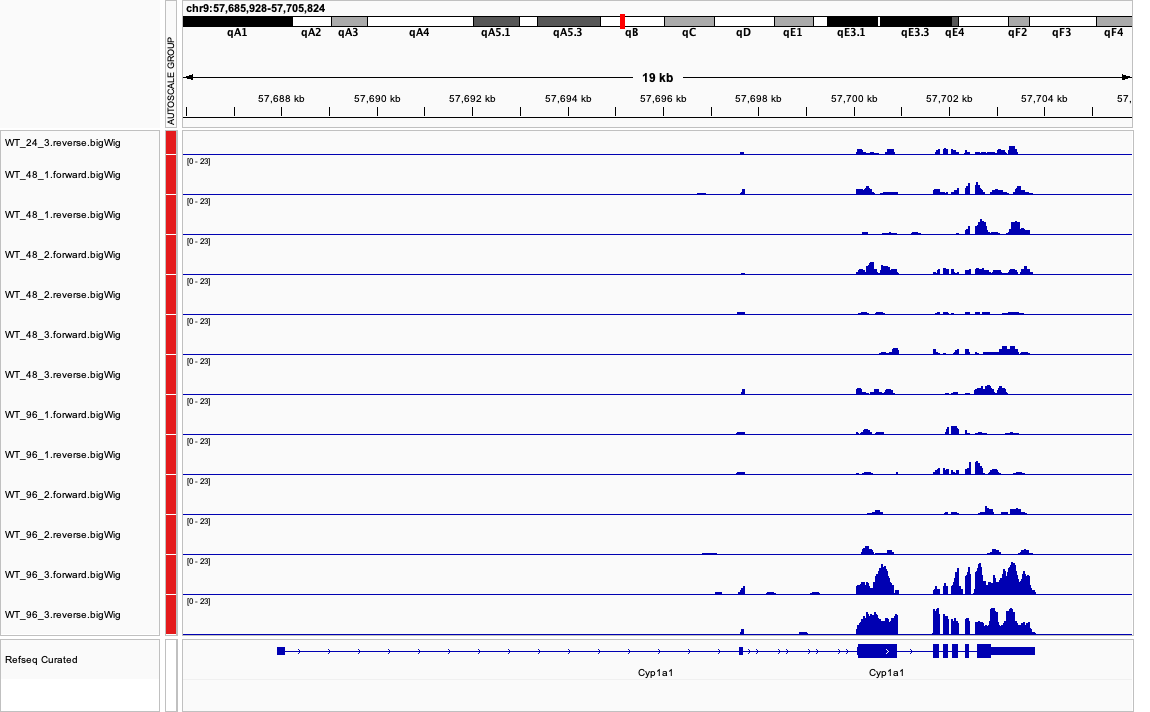 chr9:57,685,928-57,705,824
qA1 qA2 qA3 qA4 qA5.1 qA5.3 qB qC qD qE1 qE3.1 qE3.3 qE4 qF2 qF3 qF4
AUTOSCALE GROUP
19 kb
57,688 kb 57,690 kb 57,692 kb 57,694 kb 57,696 kb 57,698 kb 57,700 kb 57,702 kb 57,704 kb 57,
WT_24_3.reverse.bigWig
[0 - 23]
WT_48_1.forward.bigWig
[0 - 23]
WT_48_1.reverse.bigWig
[0 - 23]
WT_48_2.forward.bigWig
[0 - 23]
WT_48_2.reverse.bigWig
[0 - 23]
WT_48_3.forward.bigWig
[0 - 23]
WT_48_3.reverse.bigWig
[0 - 23]
WT_96_1.forward.bigWig
[0 - 23]
WT_96_1.reverse.bigWig
[0 - 23]
WT_96_2.forward.bigWig
[0 - 23]
WT_96_2.reverse.bigWig
[0 - 23]
WT_96_3.forward.bigWig
[0 - 23]
WT_96_3.reverse.bigWig
Refseq Curated
Cyp1a1 Cyp1a1